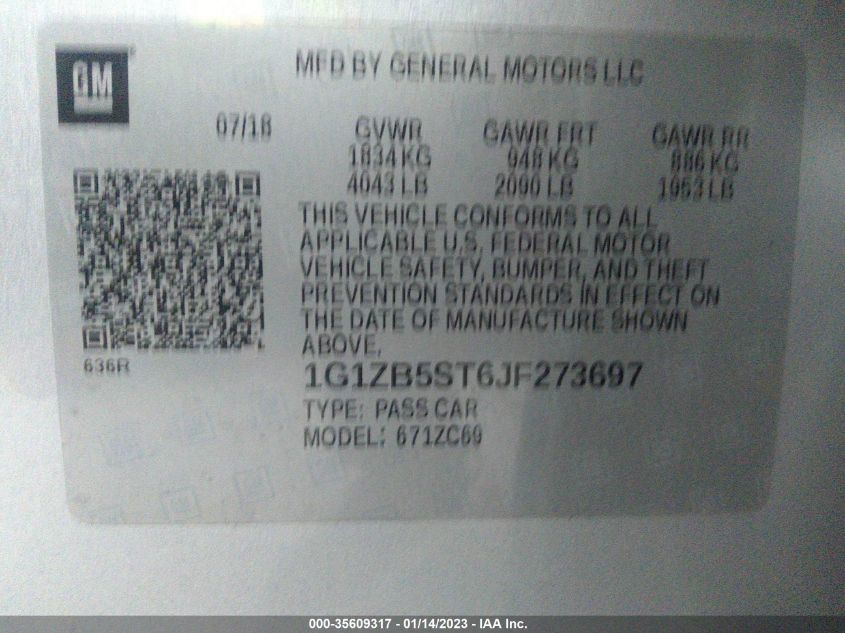 GM
MFD BY GENERAL MOTORS LLC
07/18
GVWR GAWR FRT GAWR RR
1834 KG 948 KG 886 KG
4043 LB 2090 LB 1953 LB
THIS VEHICLE CONFORMS TO ALL
APPLICABLE U.S. FEDERAL MOTOR
VEHICLE SAFETY, BUMPER, AND THEFT
PREVENTION STANDARDS IN EFFECT ON
THE DATE OF MANUFACTURE SHOWN
ABOVE.
636R
1G1ZB5ST6JF273697
TYPE: PASS CAR
MODEL: 671ZC69
000-35609317 - 01/14/2023 - IAA Inc.